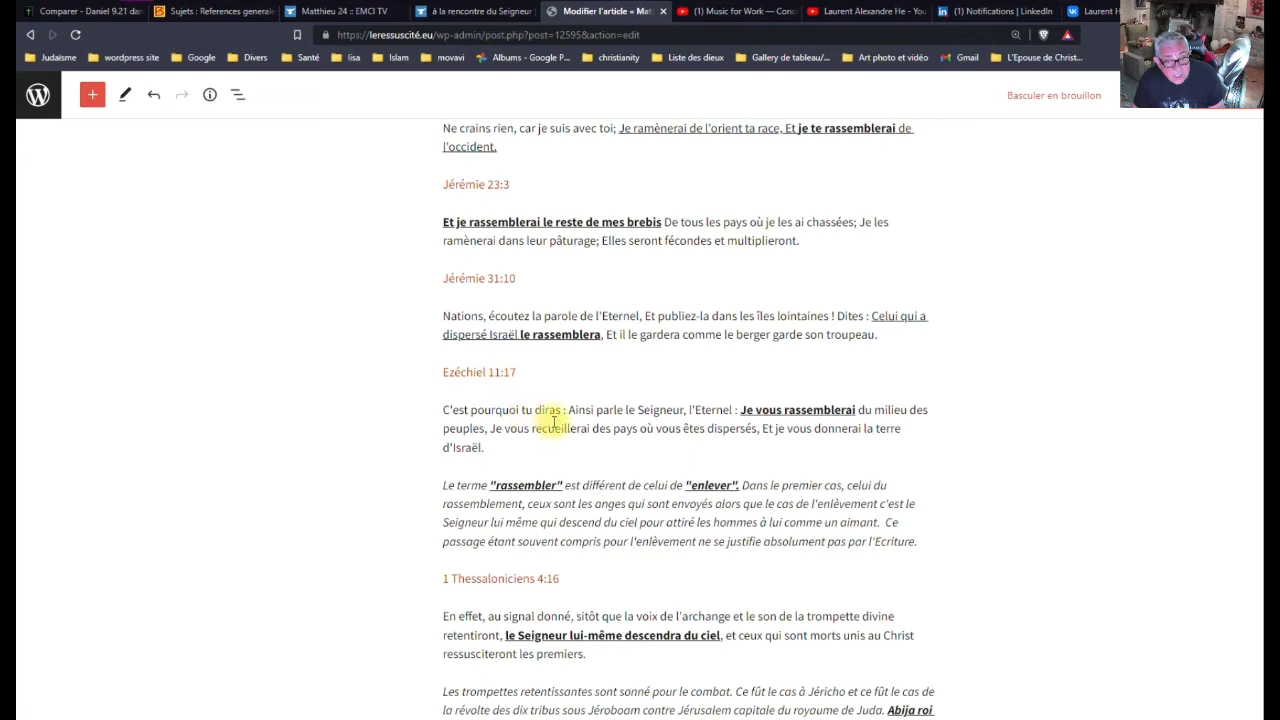 Comparer - Daniel 9.21 dan
Sujets : References generale
Matthieu 24 : EMCI TV
à la rencontre du Seigneur
Modifier l'article « Mat
(1) Music for Work — Conc
Laurent Alexandre He - You
(1) Notifications | LinkedIn
Laurent H
https://leressuscité.eu/wp-admin/post.php?post=12595&action=edit
Judaïsme
wordpress site
Google
Divers
Santé
lisa
Islam
movavi
Albums - Google P...
christianity
Liste des dieux
Gallery de tableau/...
Art photo et vidéo
Gmail
L'Epouse de Christ...
Basculer en brouillon
Ne crains rien, car je suis avec toi; Je ramènerai de l'orient ta race, Et je te rassemblerai de
l'occident.
Jérémie 23:3
Et je rassemblerai le reste de mes brebis De tous les pays où je les ai chassées; Je les
ramènerai dans leur pâturage; Elles seront fécondes et multiplieront.
Jérémie 31:10
Nations, écoutez la parole de l'Eternel, Et publiez-la dans les îles lointaines ! Dites : Celui qui a
dispersé Israël le rassemblera, Et il le gardera comme le berger garde son troupeau.
Ezéchiel 11:17
C'est pourquoi tu diras : Ainsi parle le Seigneur, l'Eternel : Je vous rassemblerai du milieu des
peuples, Je vous recueillerai des pays où vous êtes dispersés, Et je vous donnerai la terre
d'Israël.
Le terme "rassembler" est différent de celui de "enlever". Dans le premier cas, celui du
rassemblement, ceux sont les anges qui sont envoyés alors que le cas de l'enlèvement c'est le
Seigneur lui même qui descend du ciel pour attiré les hommes à lui comme un aimant. Ce
passage étant souvent compris pour l'enlèvement ne se justifie absolument pas par l'Ecriture.
1 Thessaloniciens 4:16
En effet, au signal donné, sitôt que la voix de l'archange et le son de la trompette divine
retentiront, le Seigneur lui-même descendra du ciel, et ceux qui sont morts unis au Christ
ressusciteront les premiers.
Les trompettes retentissantes sont sonné pour le combat. Ce fût le cas à Jéricho et ce fût le cas de
la révolte des dix tribus sous Jéroboam contre Jérusalem capitale du royaume de Juda. Abija roi